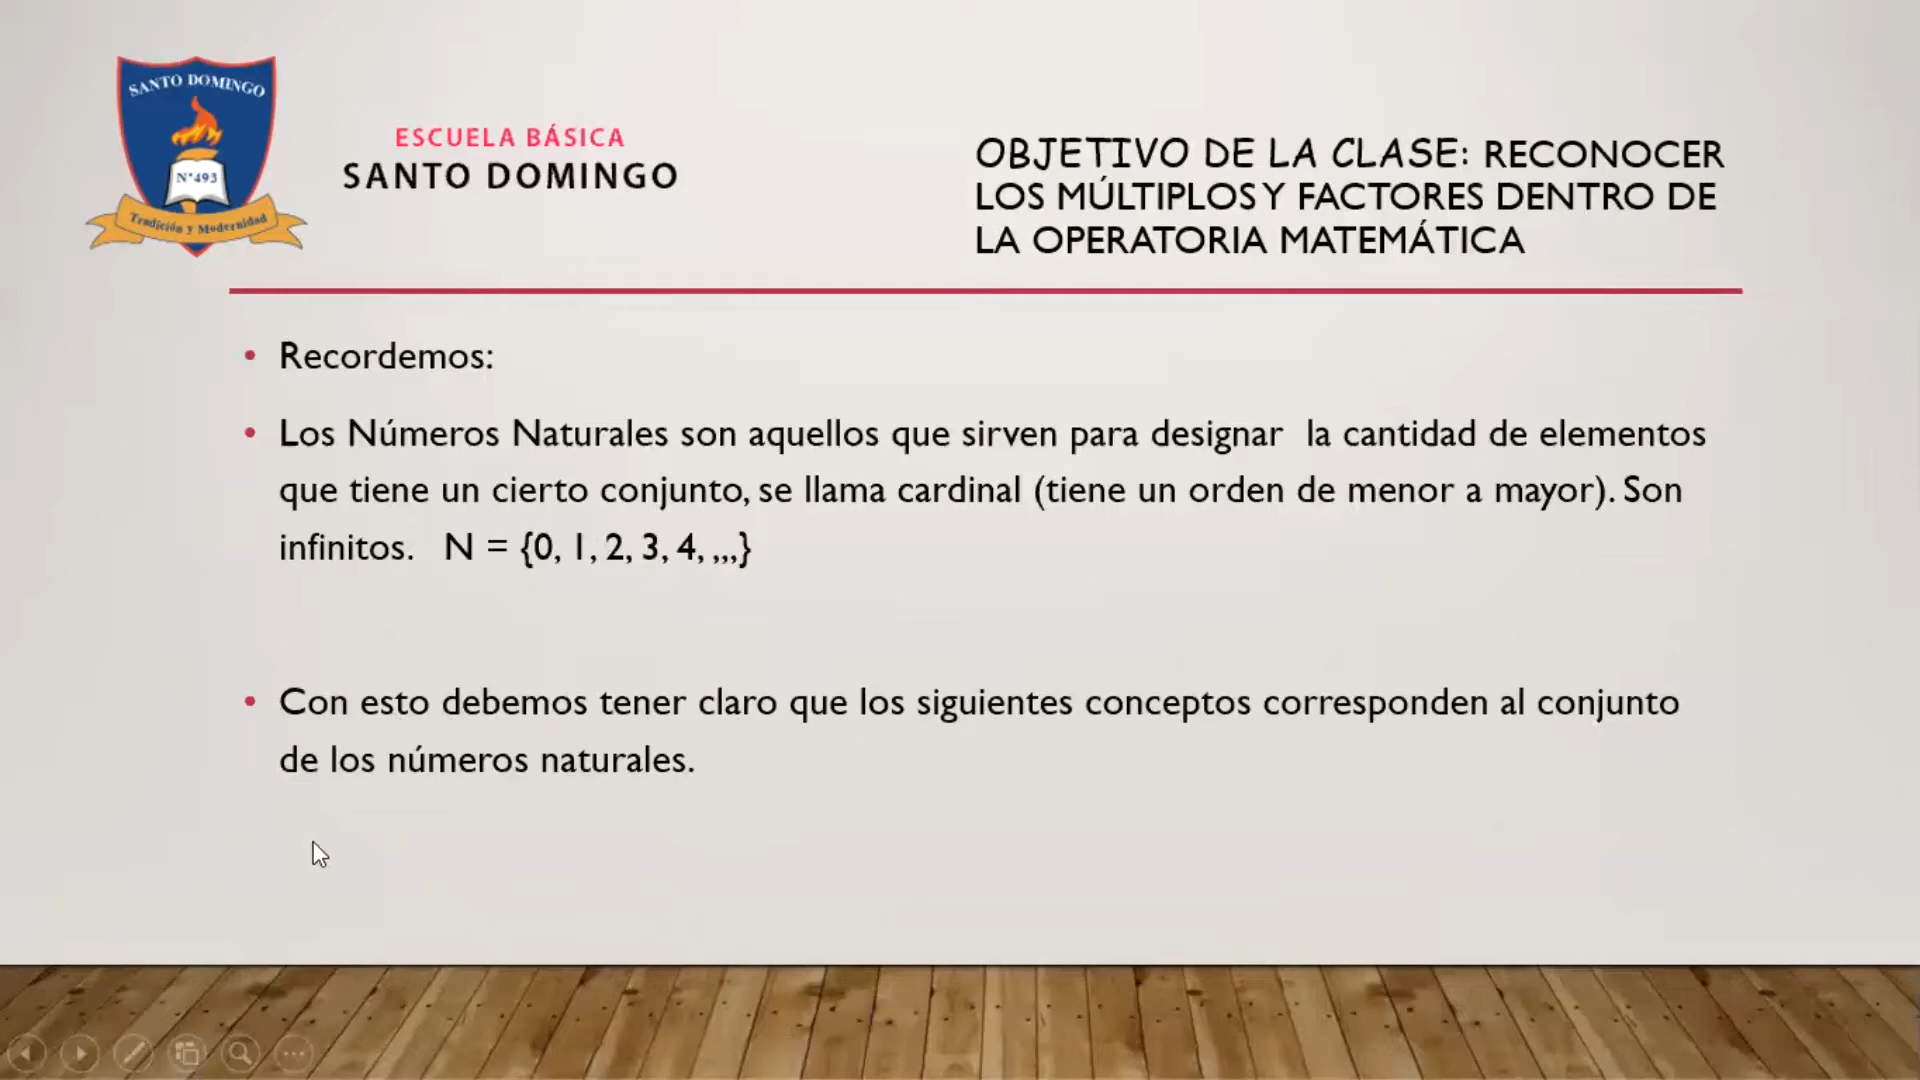 SANTO DOMINGO
N°493
Tradición y Modernidad
ESCUELA BÁSICA
SANTO DOMINGO
OBJETIVO DE LA CLASE: RECONOCER
LOS MÚLTIPLOS Y FACTORES DENTRO DE
LA OPERATORIA MATEMÁTICA
• Recordemos:
• Los Números Naturales son aquellos que sirven para designar la cantidad de elementos
que tiene un cierto conjunto, se llama cardinal (tiene un orden de menor a mayor). Son
infinitos. N = {0, 1, 2, 3, 4, ,,,}
• Con esto debemos tener claro que los siguientes conceptos corresponden al conjunto
de los números naturales.